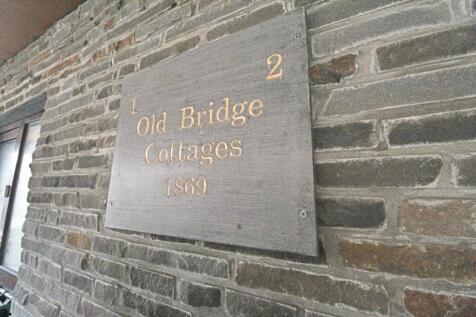 1 2
Old Bridge
Cottages
1869